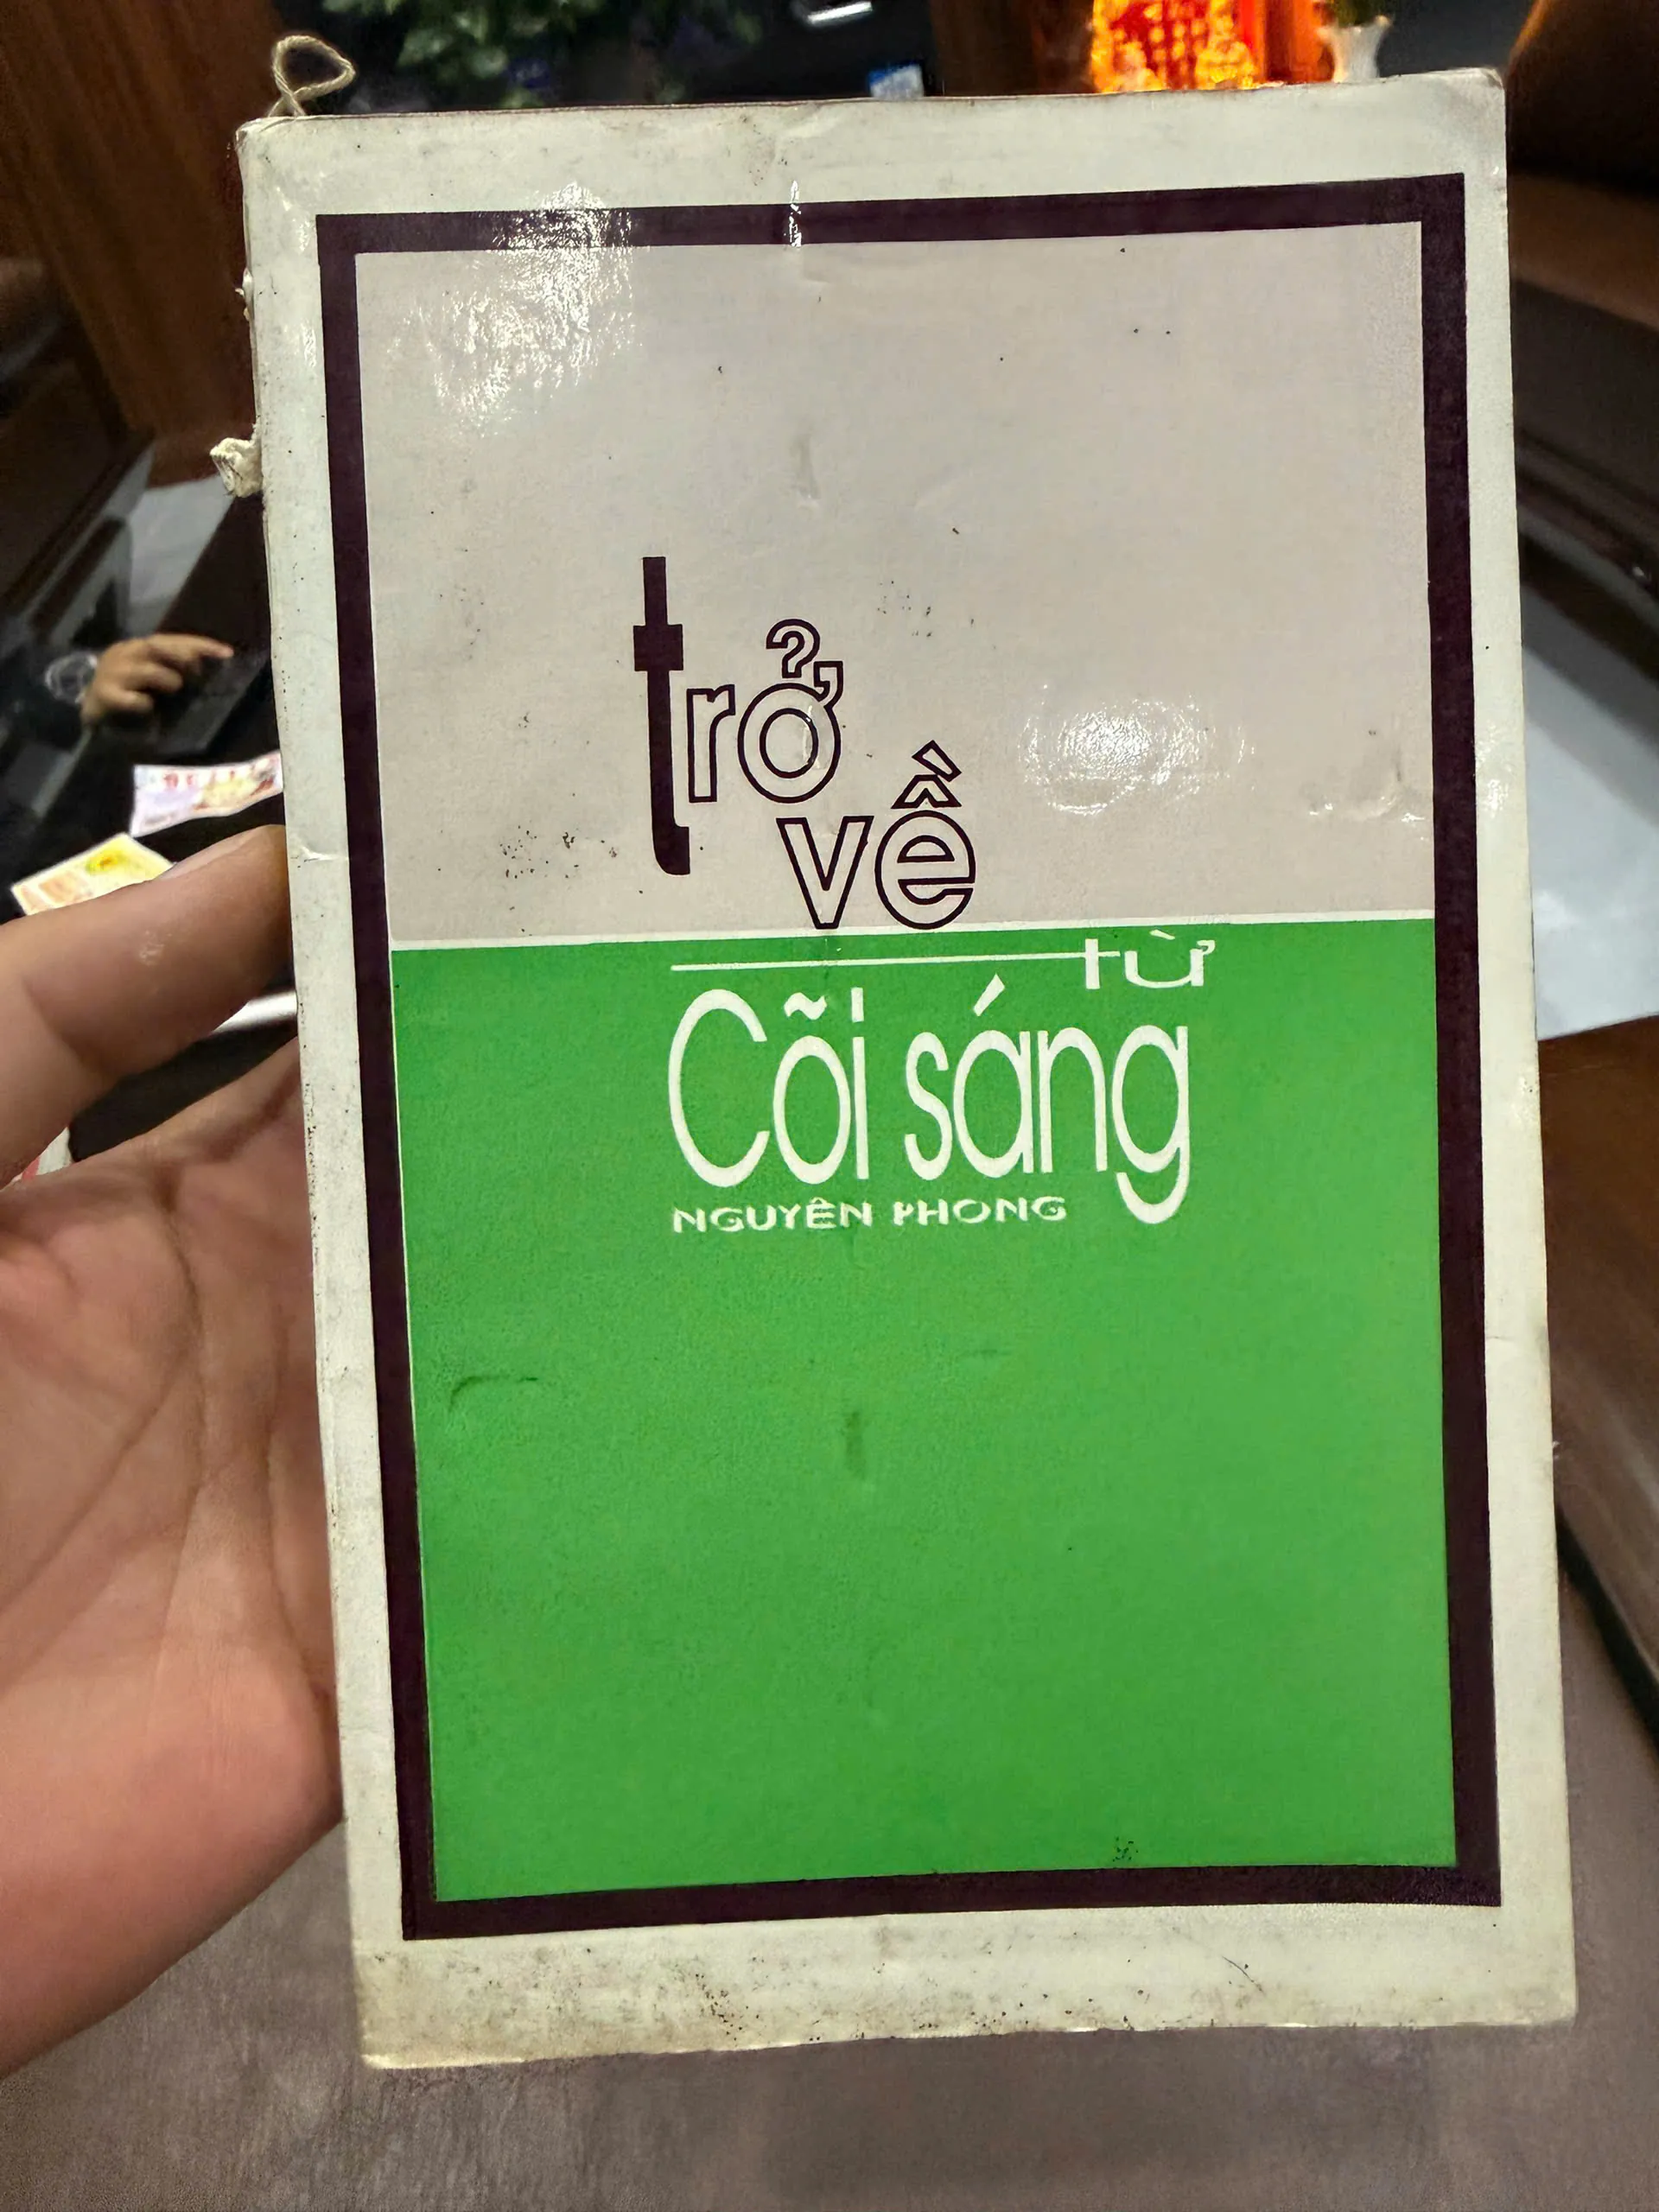 trở
về
từ
Cõi sáng
NGUYÊN PHONG